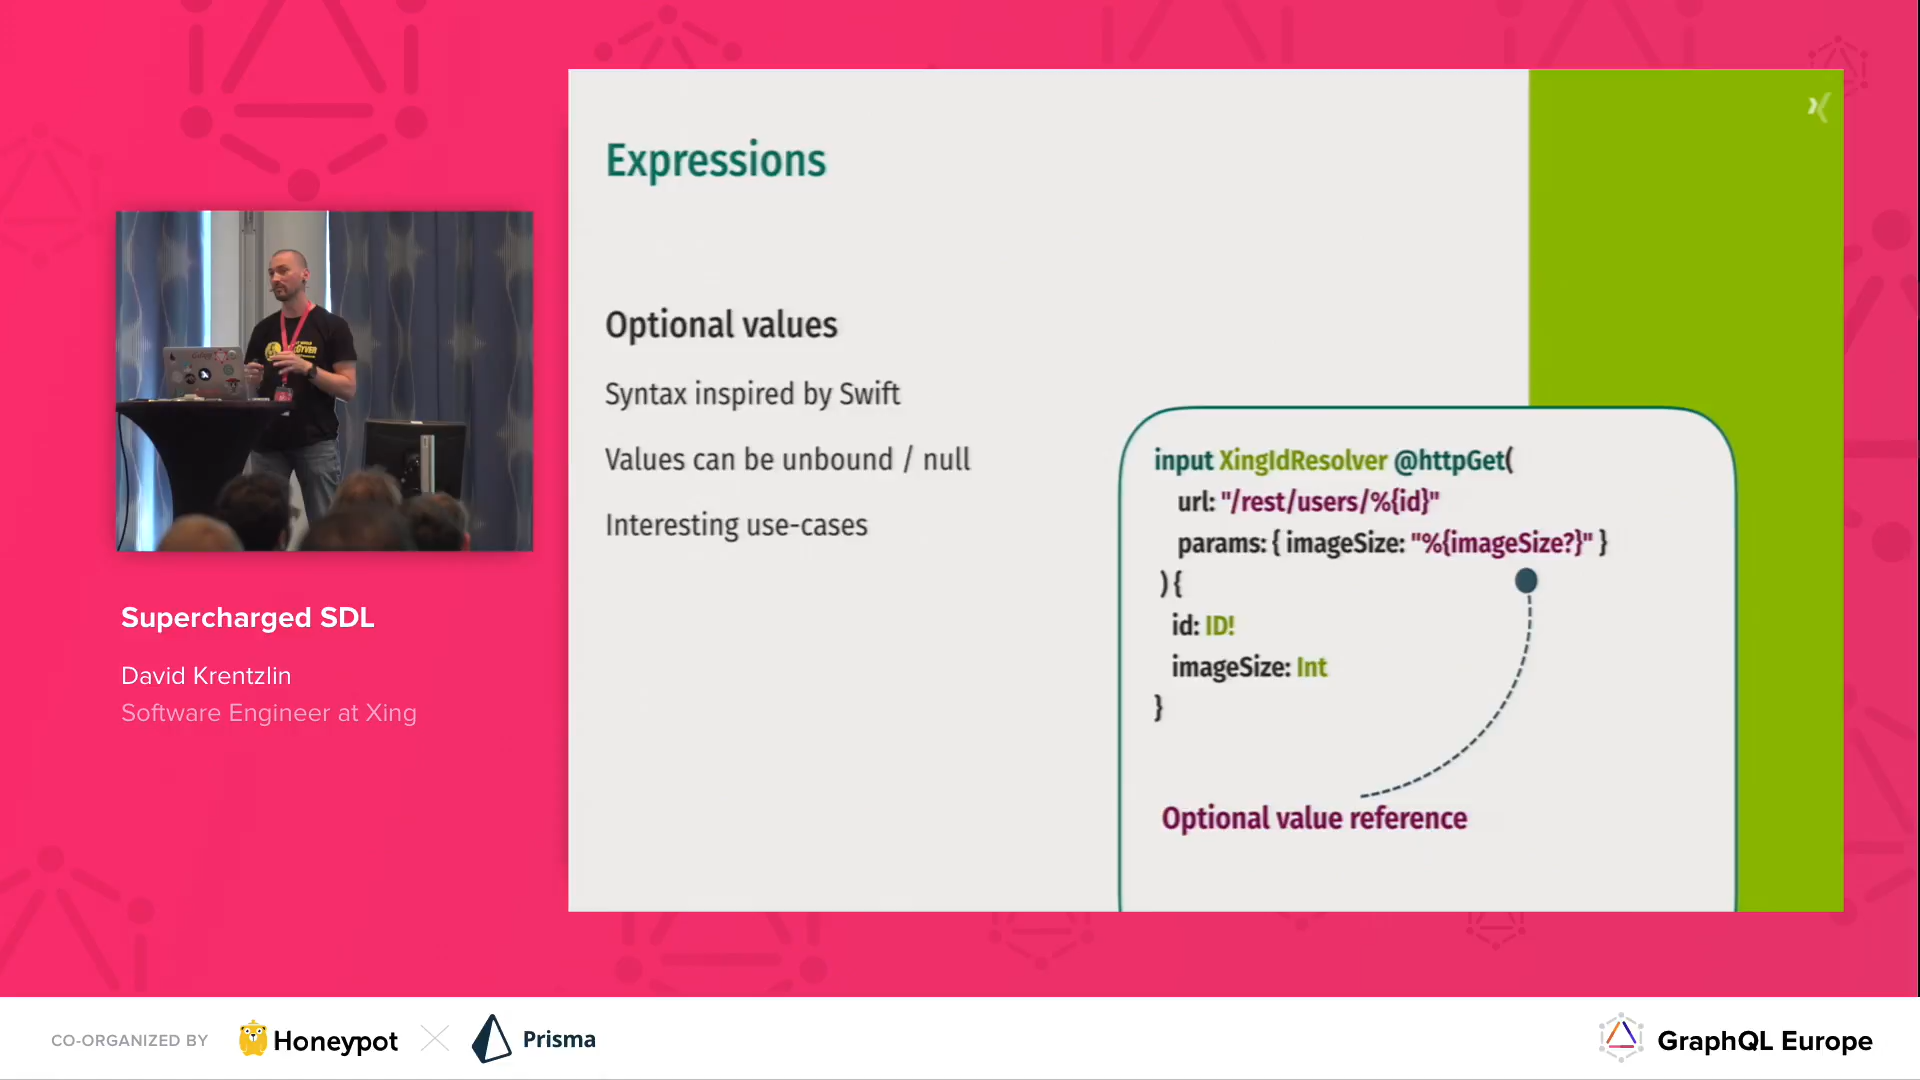 Expressions
Optional values
Syntax inspired by Swift
Values can be unbound / null
Interesting use-cases
input XingIdResolver @httpGet(
url: "/rest/users/%{id}"
params: { imageSize: "%{imageSize?}" }
) {
id: ID!
imageSize: Int
}
Optional value reference
Supercharged SDL
David Krentzlin
Software Engineer at Xing
CO-ORGANIZED BY
Honeypot
Prisma
GraphQL Europe